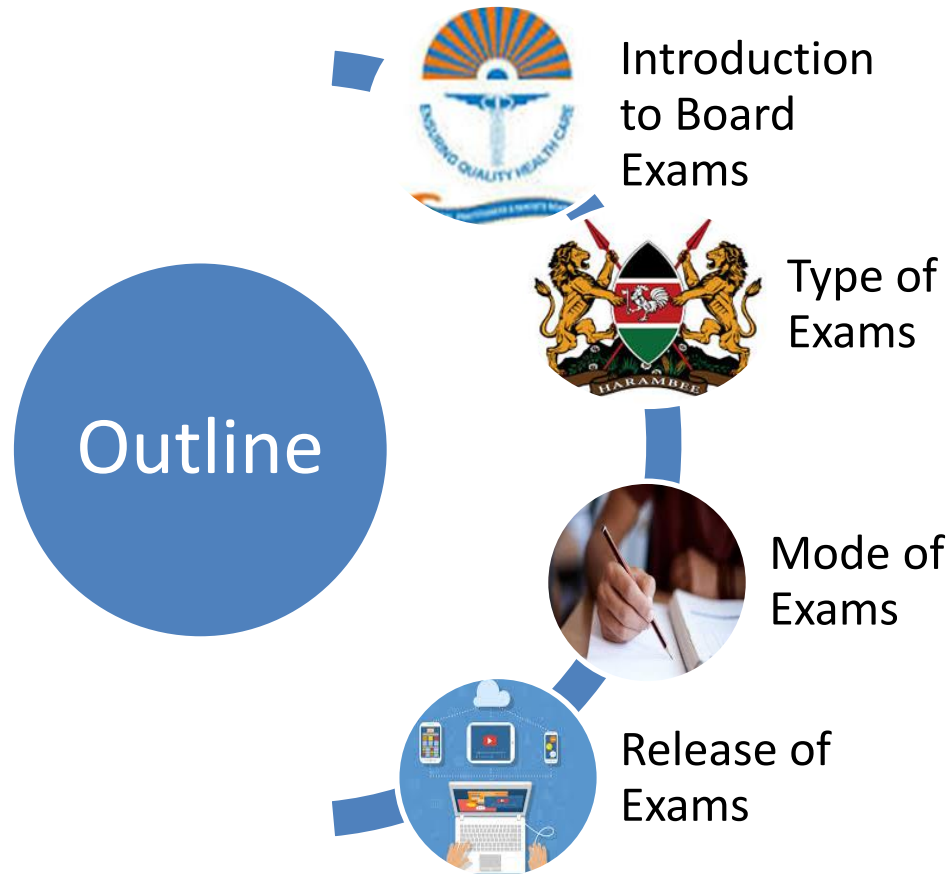 Outline
ENSURING QUALITY HEALTH CARE
Introduction
to Board
Exams
HARAMBEE
Type of
Exams
Mode of
Exams
Release of
Exams